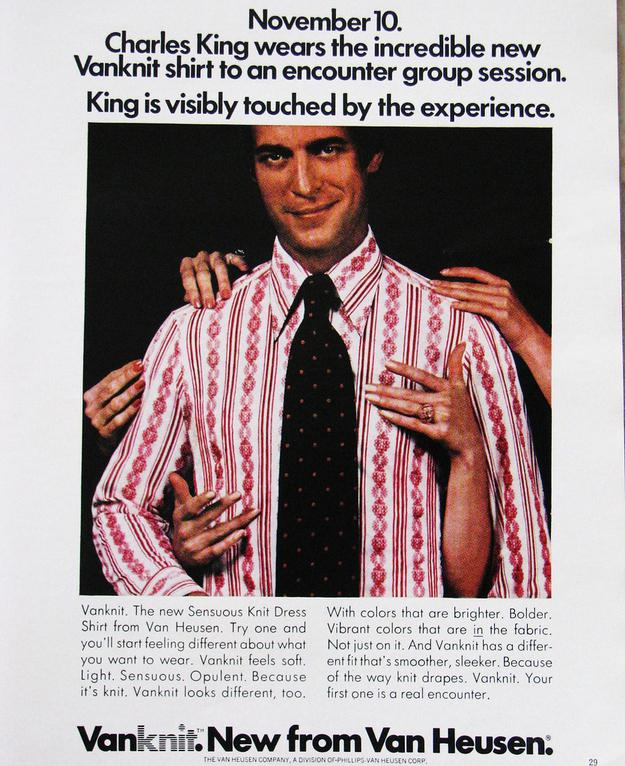 November 10.
Charles King wears the incredible new
Vanknit shirt to an encounter group session.
King is visibly touched by the experience.
Vanknit. The new Sensuous Knit Dress
Shirt from Van Heusen. Try one and
you'll start feeling different about what
you want to wear. Vanknit feels soft.
Light. Sensuous. Opulent. Because
it's knit. Vanknit looks different, too.
With colors that are brighter. Bolder.
Vibrant colors that are in the fabric.
Not just on it. And Vanknit has a differ-
ent fit that's smoother, sleeker. Because
of the way knit drapes. Vanknit. Your
first one is a real encounter.
Vanknit.™ New from Van Heusen.®
THE VAN HEUSEN COMPANY, A DIVISION OF PHILLIPS-VAN HEUSEN CORP.
29